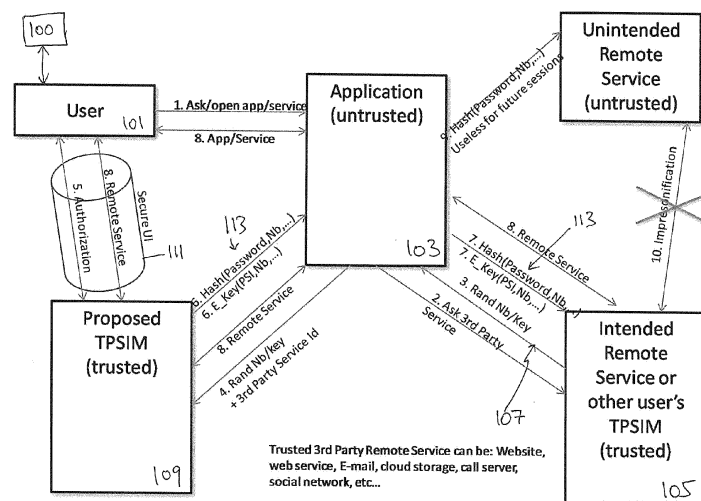 100
User
101
1. Ask/open app/service
8. App/Service
Application
(untrusted)
103
9. Hash(Password,Nb,...)
Useless for future sessions
Unintended
Remote
Service
(untrusted)
10. Impresonification
5. Authorization
8. Remote Service
Secure UI
111
113
6. Hash(Password,Nb,...)
6. E_Key(PSI,Nb,...)
8. Remote Service
4. Rand Nb/key
+ 3rd Party Service Id
Proposed
TPSIM
(trusted)
109
113
8. Remote Service
7. Hash(Password,Nb,...)
7. E_Key(PSI,Nb,...)
3. Rand Nb/Key
2. Ask 3rd Party
Service
107
Intended
Remote
Service or
other user's
TPSIM
(trusted)
105
Trusted 3rd Party Remote Service can be: Website,
web service, E-mail, cloud storage, call server,
social network, etc...